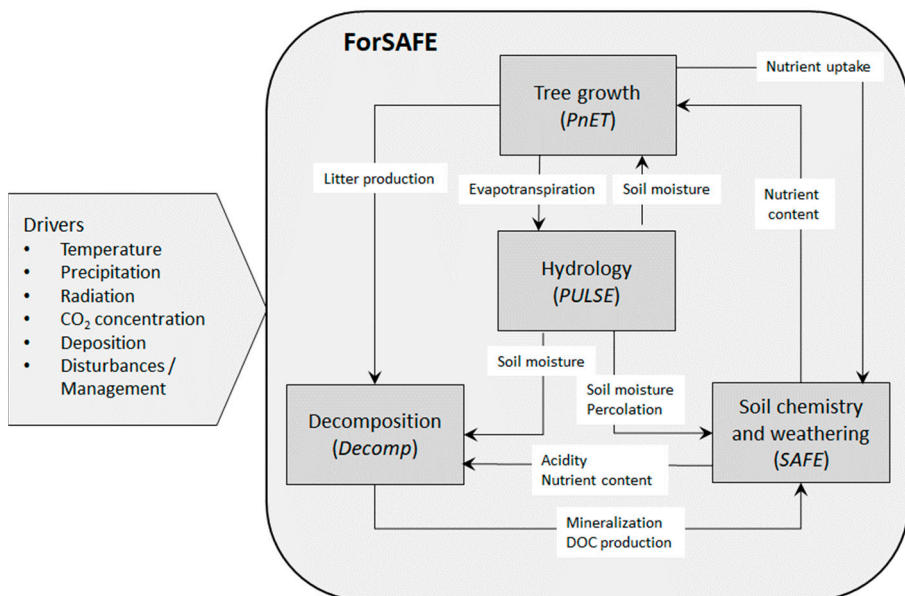 ForSAFE
Nutrient uptake
Tree growth
(PnET)
Litter production
Evapotranspiration
Soil moisture
Nutrient
content
Drivers
• Temperature
• Precipitation
• Radiation
• CO₂ concentration
• Deposition
• Disturbances /
Management
Hydrology
(PULSE)
Soil moisture
Soil moisture
Percolation
Decomposition
(Decomp)
Soil chemistry
and weathering
(SAFE)
Acidity
Nutrient content
Mineralization
DOC production